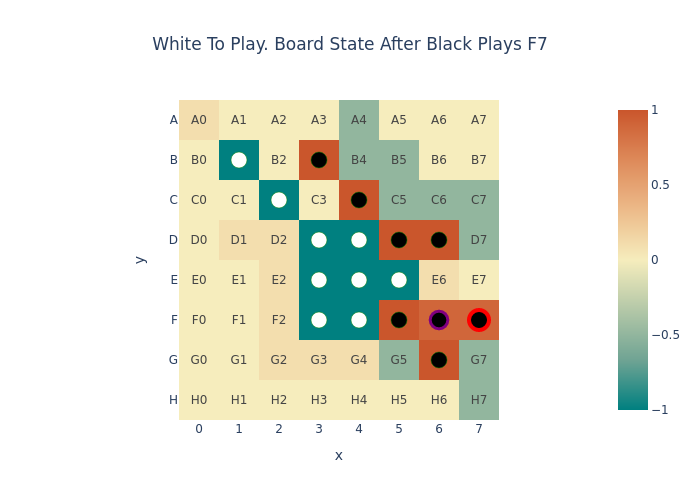 White To Play. Board State After Black Plays F7
A A0 A1 A2 A3 A4 A5 A6 A7
B B0 B2 B4 B5 B6 B7
C C0 C1 C3 C5 C6 C7
D D0 D1 D2 D7
E E0 E1 E2 E6 E7
F F0 F1 F2
G G0 G1 G2 G3 G4 G5 G7
H H0 H1 H2 H3 H4 H5 H6 H7
0 1 2 3 4 5 6 7
x
y
1
0.5
0
−0.5
−1